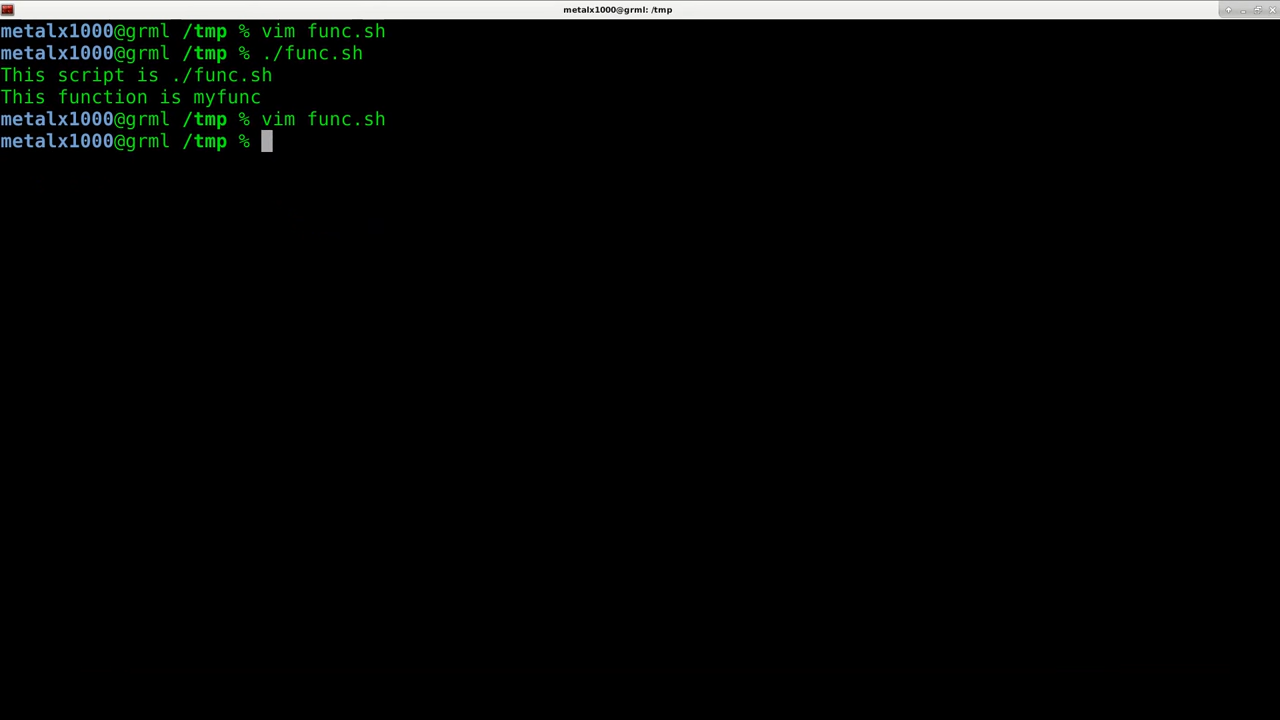 metalx1000@grml: /tmp
metalx1000@grml /tmp % vim func.sh
metalx1000@grml /tmp % ./func.sh
This script is ./func.sh
This function is myfunc
metalx1000@grml /tmp % vim func.sh
metalx1000@grml /tmp %